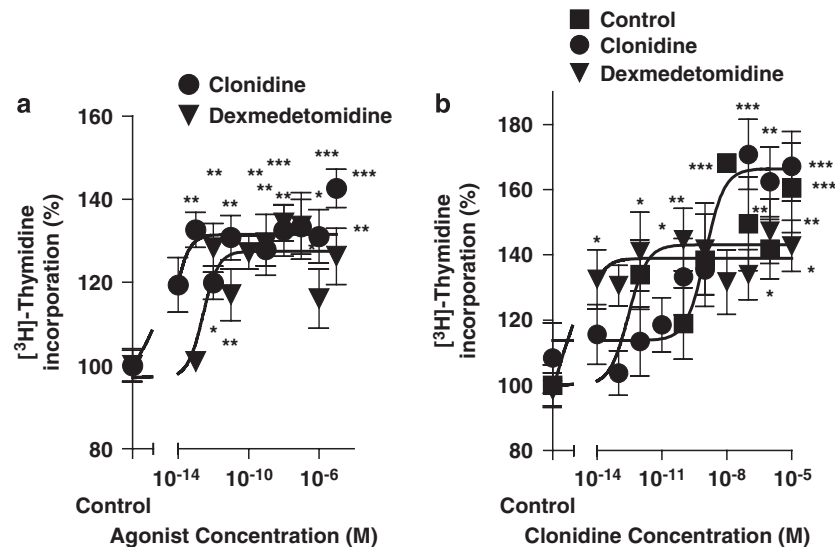 a
Clonidine
Dexmedetomidine
[³H]-Thymidine
incorporation (%)
160
140
120
100
80
** ** ** ** ** *** ** *** * *** **
* **
Control
10⁻¹⁴ 10⁻¹⁰ 10⁻⁶
Agonist Concentration (M)
b
Control
Clonidine
Dexmedetomidine
[³H]-Thymidine
incorporation (%)
180
160
140
120
100
80
* * * ** *** *** ** ** *** *** ** * *
Control
10⁻¹⁴ 10⁻¹¹ 10⁻⁸ 10⁻⁵
Clonidine Concentration (M)